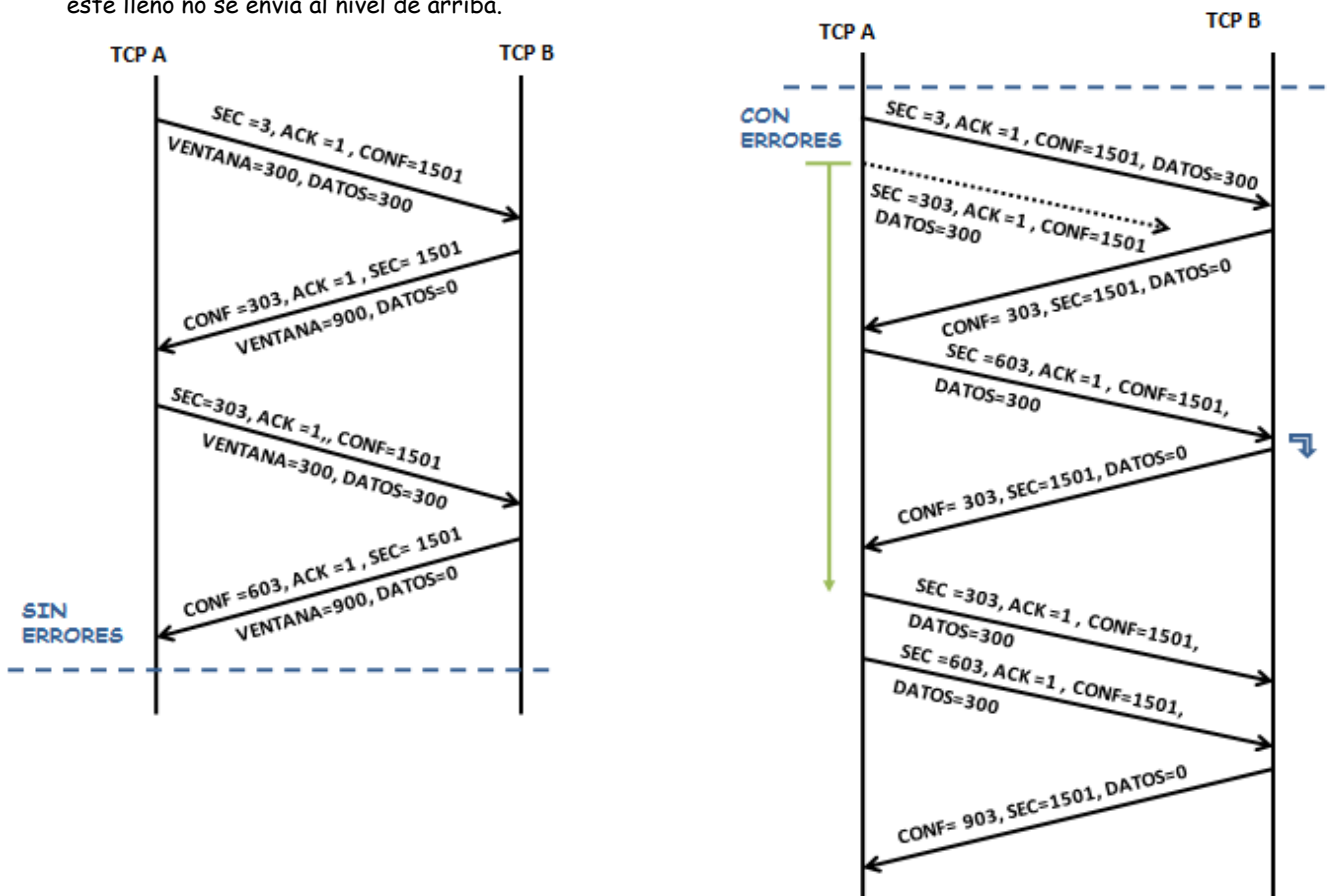 este lleno no se envía al nivel de arriba.
TCP A
TCP B
SEC =3, ACK =1 , CONF=1501
VENTANA=300, DATOS=300
CONF =303, ACK =1 , SEC= 1501
VENTANA=900, DATOS=0
SEC=303, ACK =1,, CONF=1501
VENTANA=300, DATOS=300
CONF =603, ACK =1 , SEC= 1501
VENTANA=900, DATOS=0
SIN
ERRORES
TCP A
TCP B
CON
ERRORES
SEC =3, ACK =1 , CONF=1501, DATOS=300
SEC =303, ACK =1 , CONF=1501
DATOS=300
CONF= 303, SEC=1501, DATOS=0
SEC =603, ACK =1 , CONF=1501,
DATOS=300
CONF= 303, SEC=1501, DATOS=0
SEC =303, ACK =1 , CONF=1501,
DATOS=300
SEC =603, ACK =1 , CONF=1501,
DATOS=300
CONF= 903, SEC=1501, DATOS=0